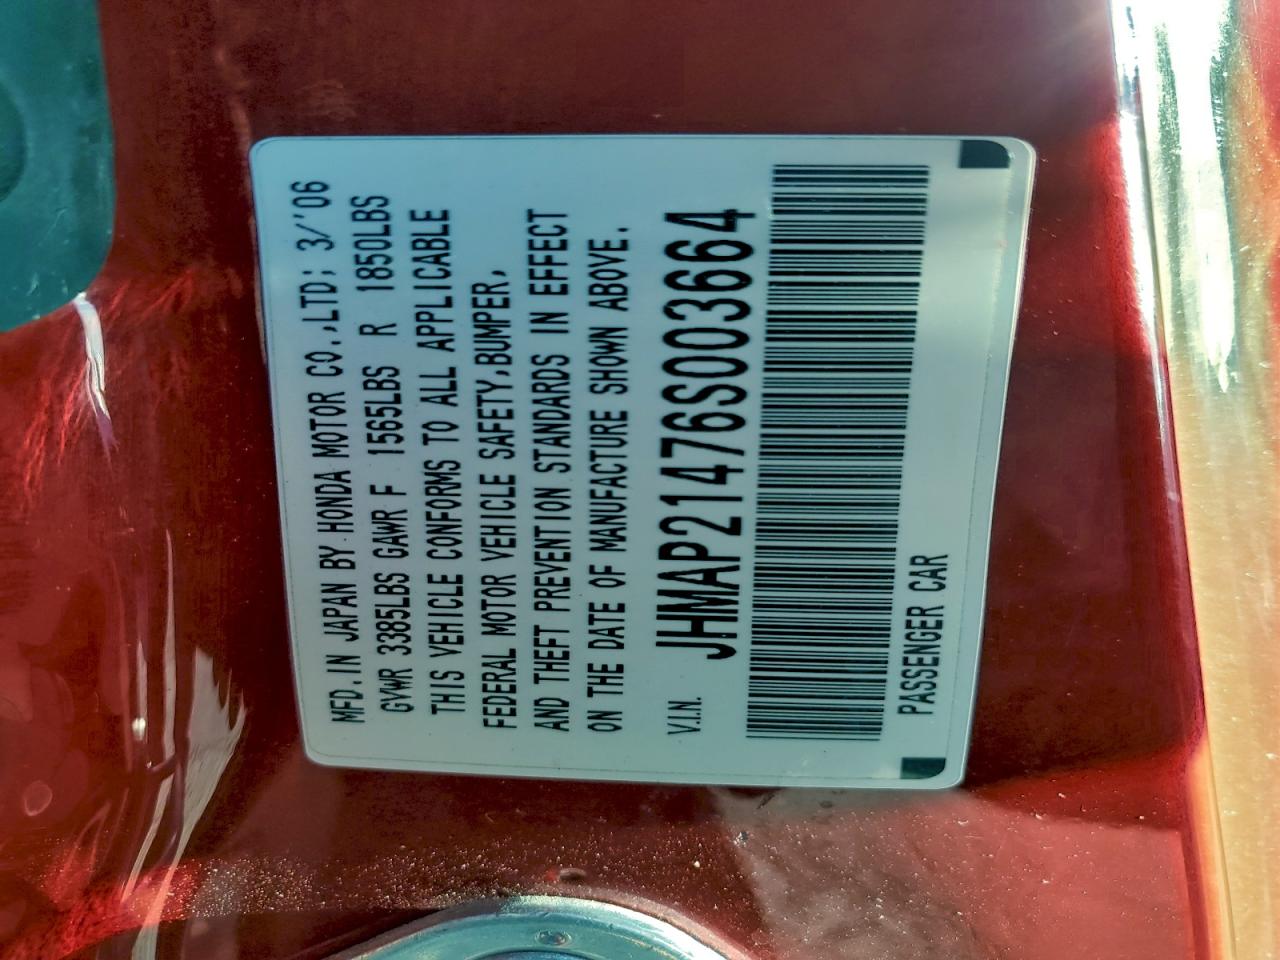 MFD.IN JAPAN BY HONDA MOTOR CO.,LTD; 3/'06
GVWR 3385LBS GAWR F 1565LBS R 1850LBS
THIS VEHICLE CONFORMS TO ALL APPLICABLE
FEDERAL MOTOR VEHICLE SAFETY,BUMPER,
AND THEFT PREVENTION STANDARDS IN EFFECT
ON THE DATE OF MANUFACTURE SHOWN ABOVE.
V.I.N. JHMAP21476S003664
PASSENGER CAR